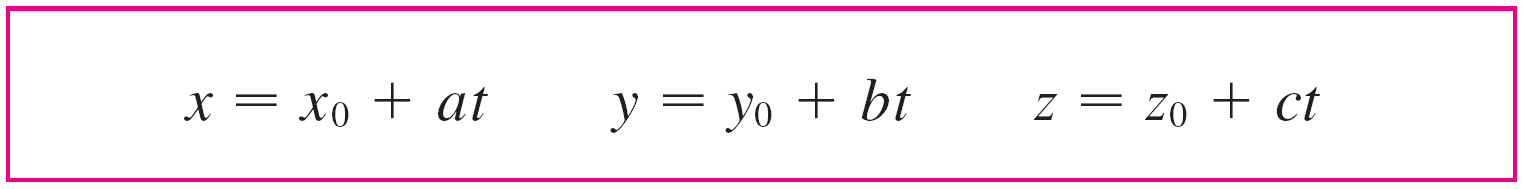 x = x₀ + at y = y₀ + bt z = z₀ + ct